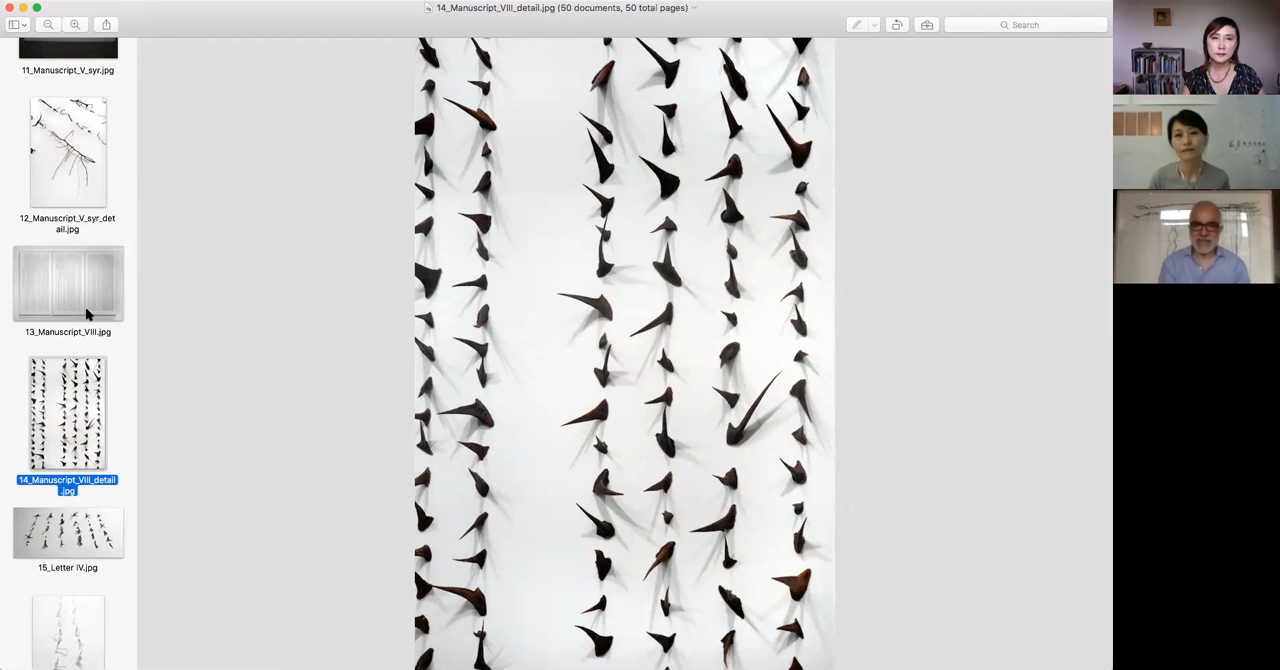 14_Manuscript_VIII_detail.jpg (50 documents, 50 total pages)
Search
11_Manuscript_V_syr.jpg
12_Manuscript_V_syr_det
ail.jpg
13_Manuscript_VIII.jpg
14_Manuscript_VIII_detail
.jpg
15_Letter IV.jpg